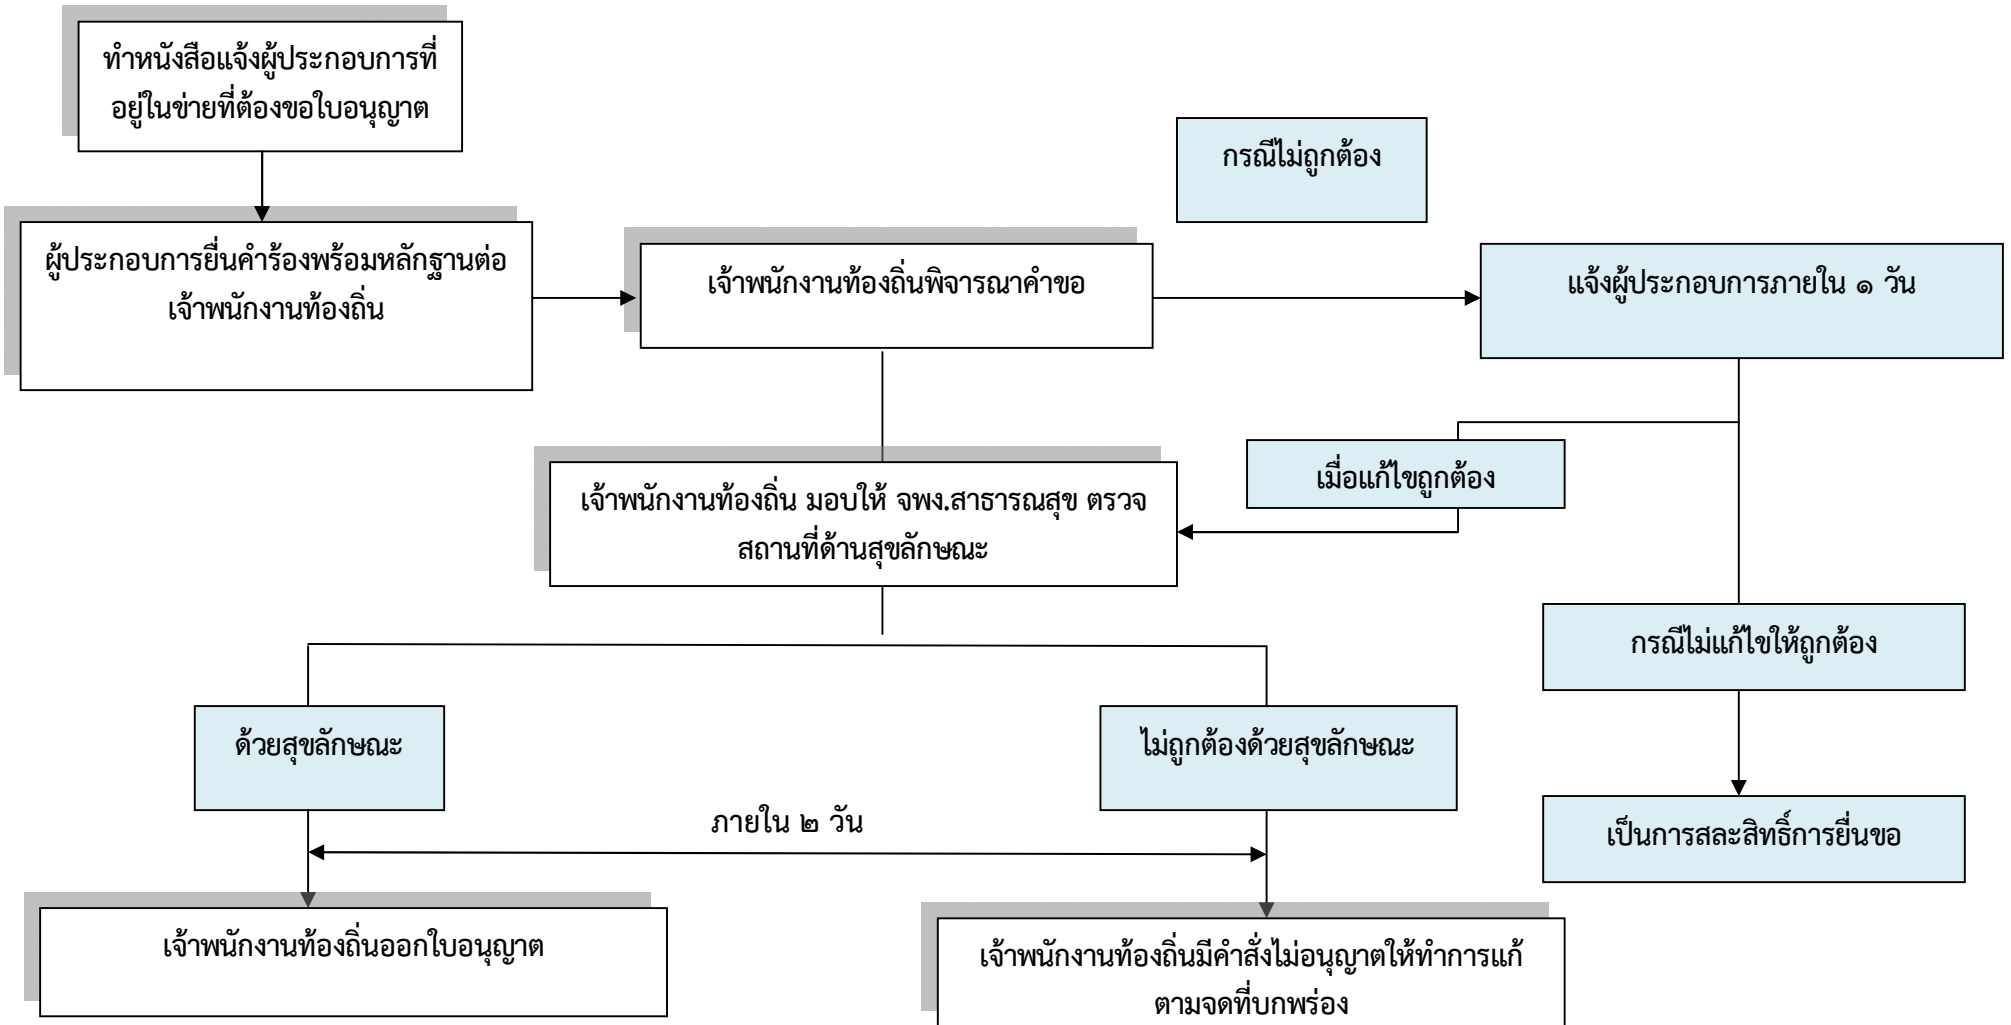 ทำหนังสือแจ้งผู้ประกอบการที่
อยู่ในข่ายที่ต้องขอใบอนุญาต
กรณีไม่ถูกต้อง
ผู้ประกอบการยื่นคำร้องพร้อมหลักฐานต่อ
เจ้าพนักงานท้องถิ่น
เจ้าพนักงานท้องถิ่นพิจารณาคำขอ
แจ้งผู้ประกอบการภายใน ๑ วัน
เมื่อแก้ไขถูกต้อง
เจ้าพนักงานท้องถิ่น มอบให้ จพง.สาธารณสุข ตรวจ
สถานที่ด้านสุขลักษณะ
กรณีไม่แก้ไขให้ถูกต้อง
ด้วยสุขลักษณะ
ไม่ถูกต้องด้วยสุขลักษณะ
ภายใน ๒ วัน
เป็นการสละสิทธิ์การยื่นขอ
เจ้าพนักงานท้องถิ่นออกใบอนุญาต
เจ้าพนักงานท้องถิ่นมีคำสั่งไม่อนุญาตให้ทำการแก้
ตามจดที่บกพร่อง